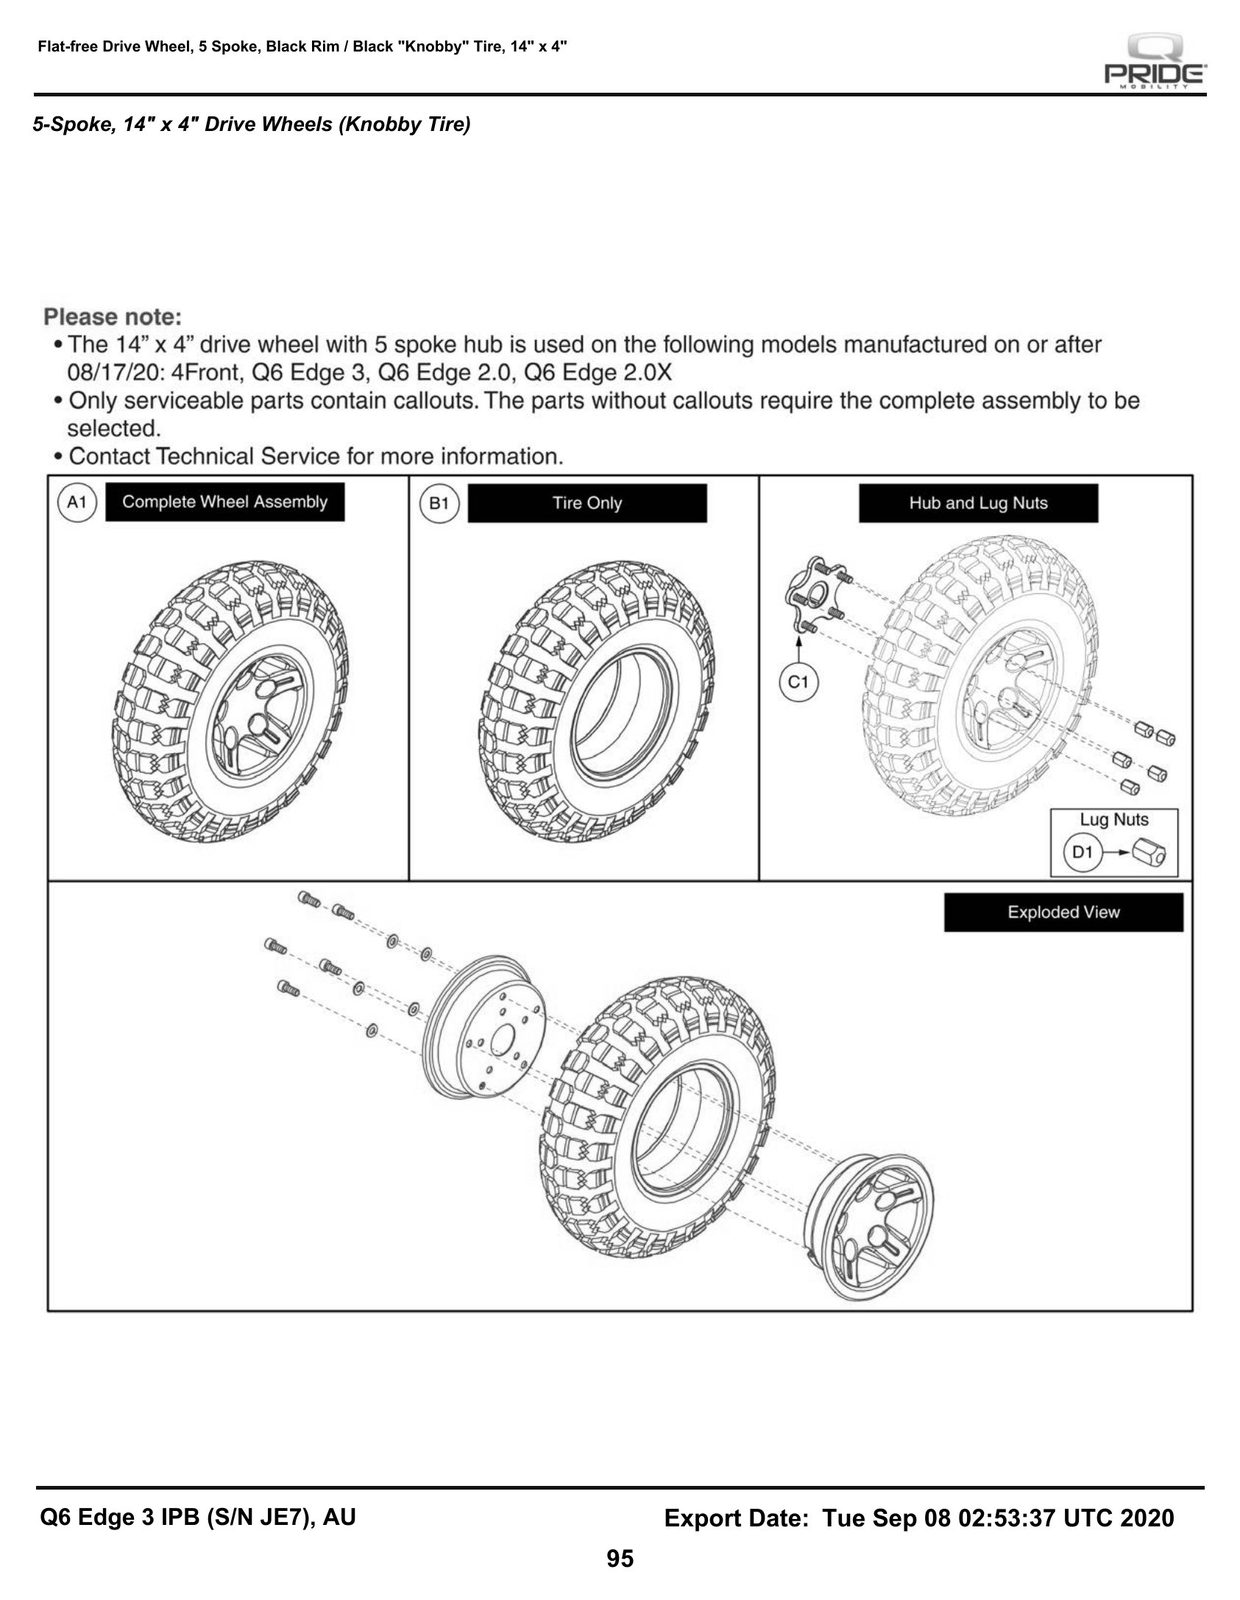 Flat-free Drive Wheel, 5 Spoke, Black Rim / Black "Knobby" Tire, 14" x 4"
Q
PRIDE
MOBILITY
5-Spoke, 14" x 4" Drive Wheels (Knobby Tire)
Please note:
• The 14” x 4” drive wheel with 5 spoke hub is used on the following models manufactured on or after
08/17/20: 4Front, Q6 Edge 3, Q6 Edge 2.0, Q6 Edge 2.0X
• Only serviceable parts contain callouts. The parts without callouts require the complete assembly to be
selected.
• Contact Technical Service for more information.
A1 Complete Wheel Assembly
B1 Tire Only
Hub and Lug Nuts
C1
Lug Nuts
D1
Exploded View
Q6 Edge 3 IPB (S/N JE7), AU
Export Date: Tue Sep 08 02:53:37 UTC 2020
95